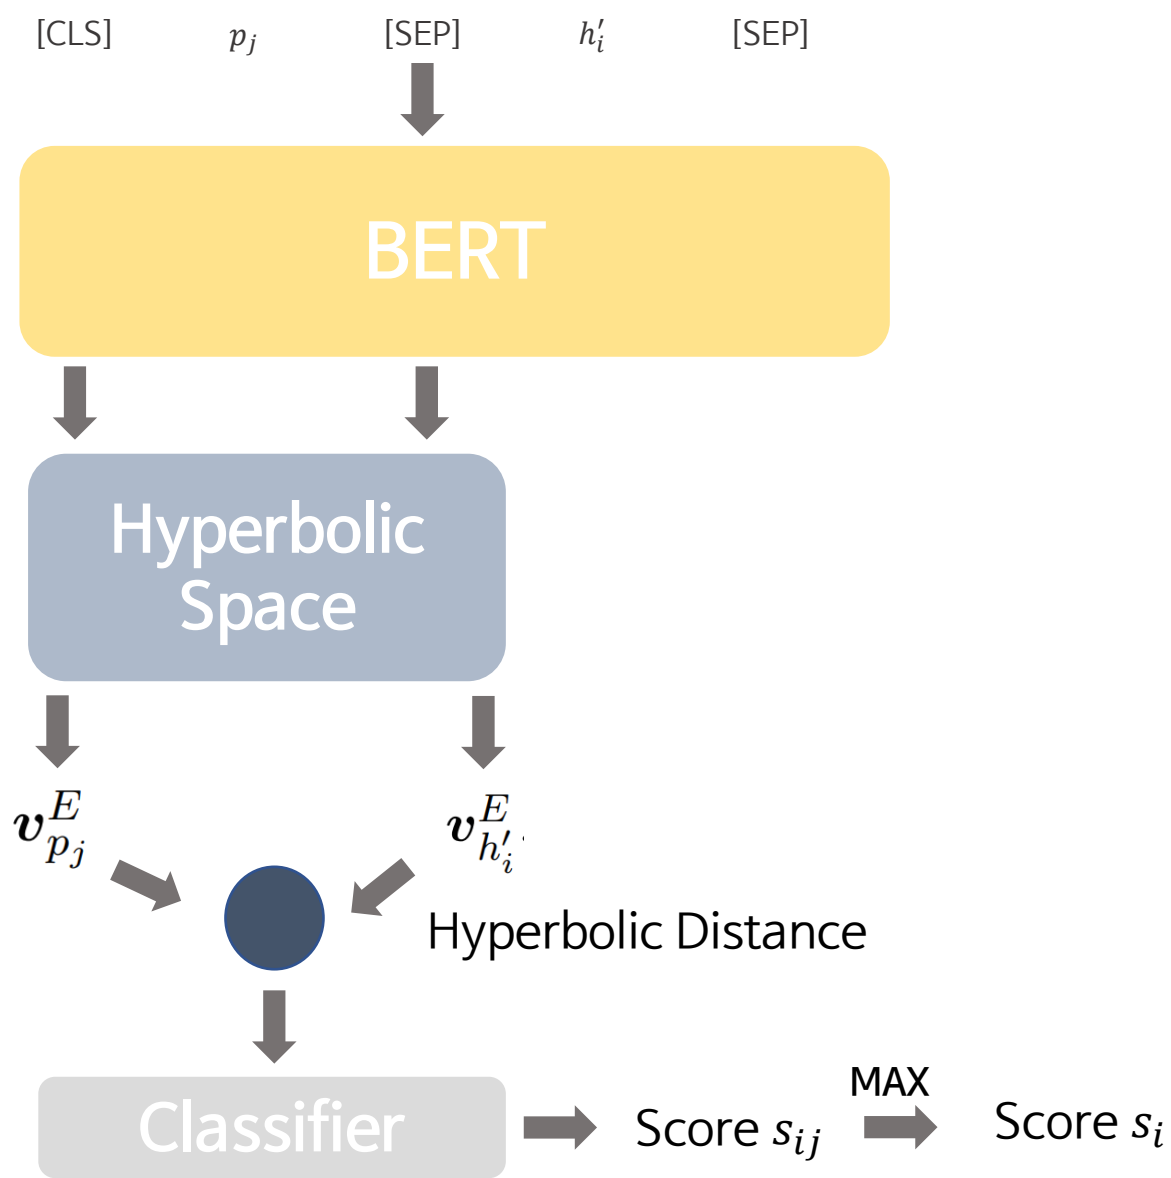 [CLS] p_j [SEP] h'_i [SEP]
BERT
Hyperbolic
Space
v^E_{p_j} v^E_{h'_i}.
Hyperbolic Distance
MAX
Classifier Score s_{ij} Score s_i